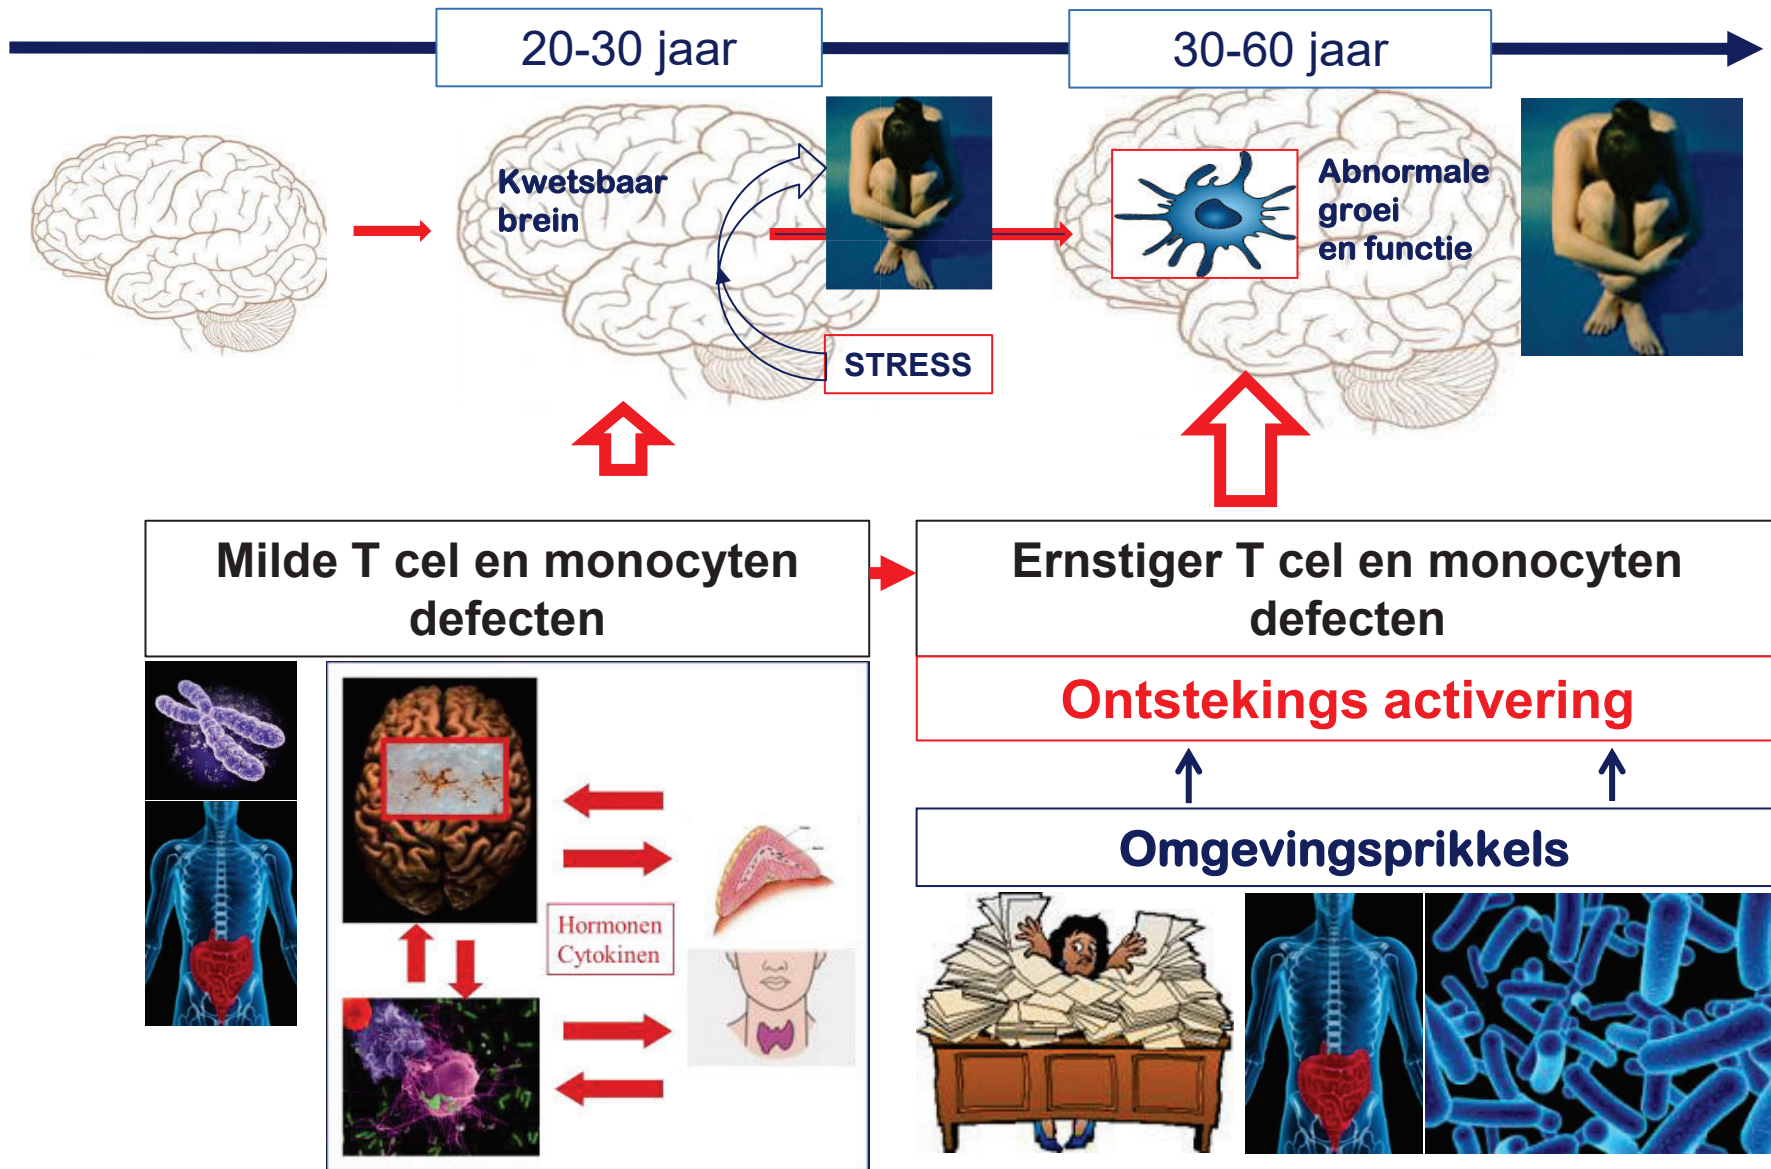 20-30 jaar
30-60 jaar
Kwetsbaar
brein
Abnormale
groei
en functie
STRESS
Milde T cel en monocyten
defecten
Ernstiger T cel en monocyten
defecten
Ontstekings activering
Omgevingsprikkels
Hormonen
Cytokinen